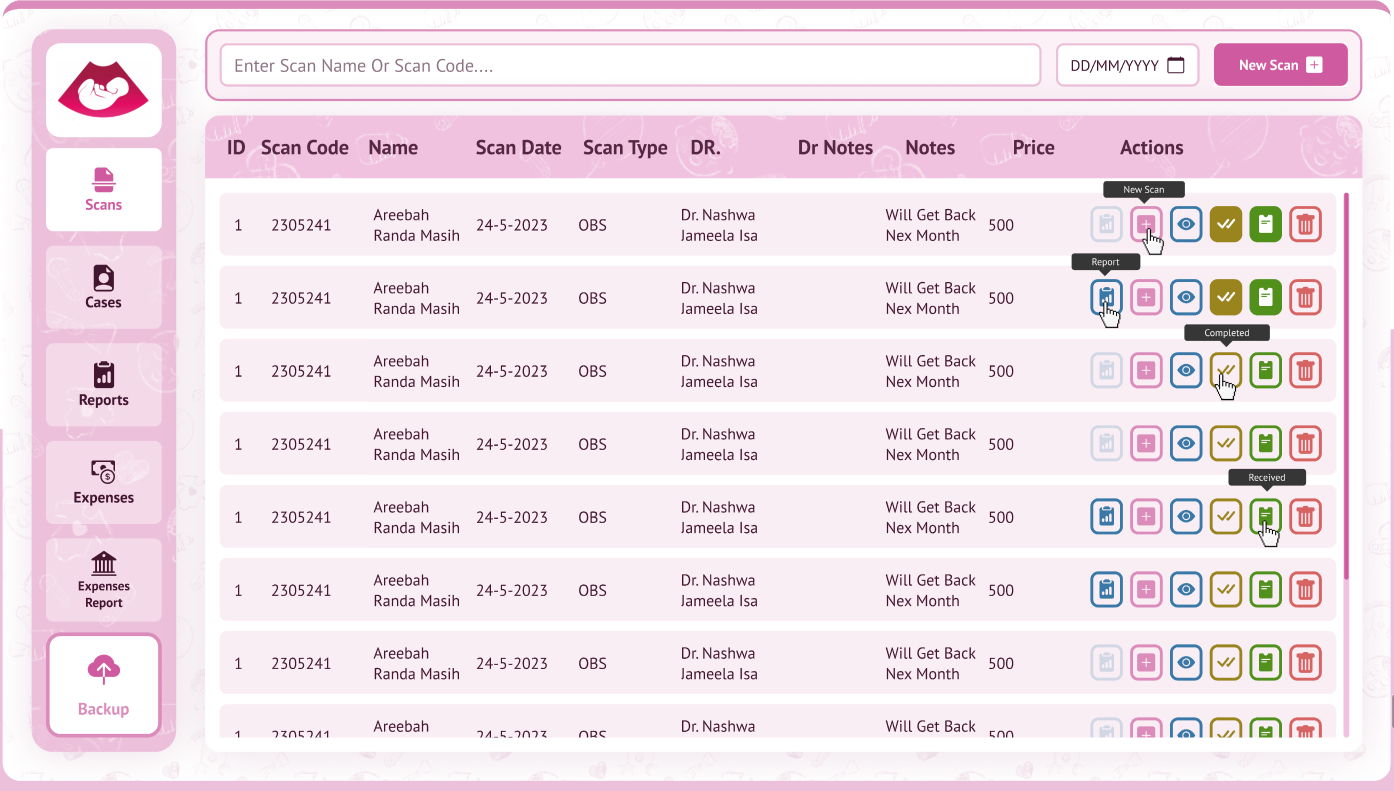 Enter Scan Name Or Scan Code....
DD/MM/YYYY
New Scan
Scans
Cases
Reports
Expenses
Expenses
Report
Backup
ID Scan Code Name Scan Date Scan Type DR. Dr Notes Notes Price Actions
New Scan
1 2305241 Areebah 24-5-2023 OBS Dr. Nashwa Will Get Back 500
Randa Masih Jameela Isa Nex Month
Report
1 2305241 Areebah 24-5-2023 OBS Dr. Nashwa Will Get Back 500
Randa Masih Jameela Isa Nex Month
Completed
1 2305241 Areebah 24-5-2023 OBS Dr. Nashwa Will Get Back 500
Randa Masih Jameela Isa Nex Month
1 2305241 Areebah 24-5-2023 OBS Dr. Nashwa Will Get Back 500
Randa Masih Jameela Isa Nex Month
Received
1 2305241 Areebah 24-5-2023 OBS Dr. Nashwa Will Get Back 500
Randa Masih Jameela Isa Nex Month
1 2305241 Areebah 24-5-2023 OBS Dr. Nashwa Will Get Back 500
Randa Masih Jameela Isa Nex Month
1 2305241 Areebah 24-5-2023 OBS Dr. Nashwa Will Get Back 500
Randa Masih Jameela Isa Nex Month
Areebah Dr. Nashwa Will Get Back
1 2305241 24-5-2023 OBS 500